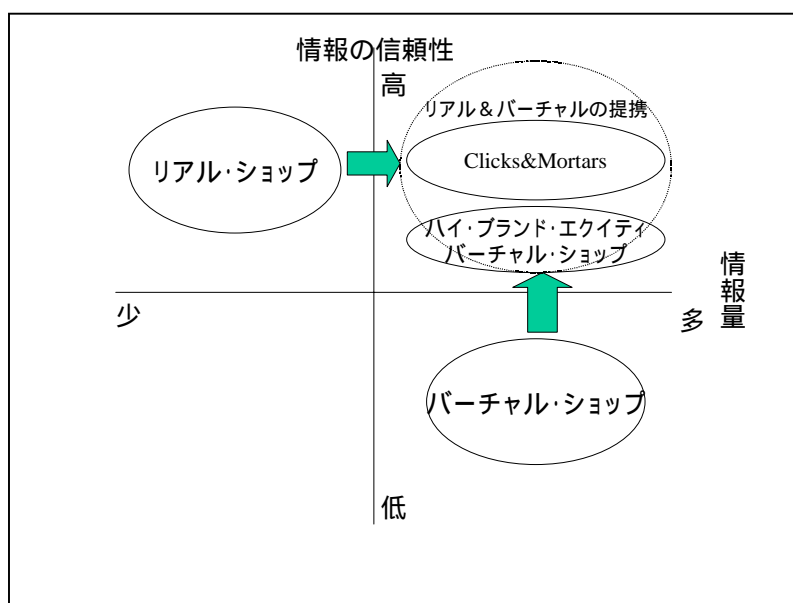 情報の信頼性
高
リアル＆バーチャルの提携
リアル・ショップ
Clicks&Mortars
ハイ・ブランド・エクイティ
バーチャル・ショップ
情報量
少
多
バーチャル・ショップ
低